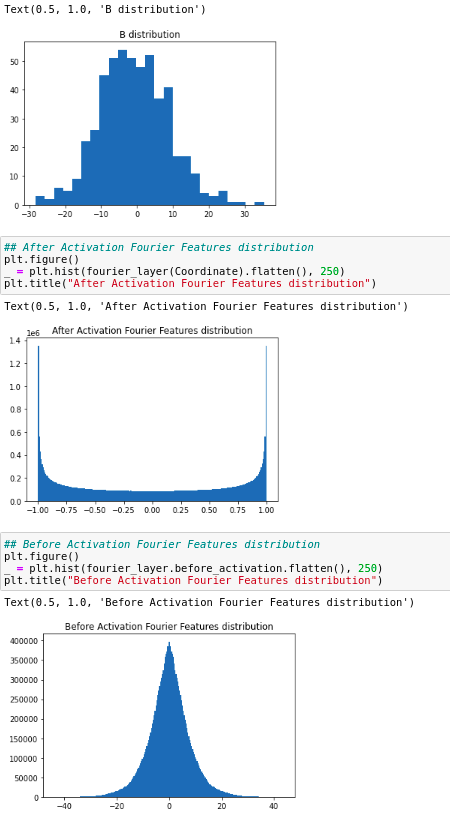 Text(0.5, 1.0, 'B distribution')
B distribution
50
40
30
20
10
0
−30 −20 −10 0 10 20 30
## After Activation Fourier Features distribution
plt.figure()
_ = plt.hist(fourier_layer(Coordinate).flatten(), 250)
plt.title("After Activation Fourier Features distribution")
Text(0.5, 1.0, 'After Activation Fourier Features distribution')
1e6 After Activation Fourier Features distribution
1.4
1.2
1.0
0.8
0.6
0.4
0.2
0.0
−1.00 −0.75 −0.50 −0.25 0.00 0.25 0.50 0.75 1.00
## Before Activation Fourier Features distribution
plt.figure()
_ = plt.hist(fourier_layer.before_activation.flatten(), 250)
plt.title("Before Activation Fourier Features distribution")
Text(0.5, 1.0, 'Before Activation Fourier Features distribution')
Before Activation Fourier Features distribution
400000
350000
300000
250000
200000
150000
100000
50000
0
−40 −20 0 20 40